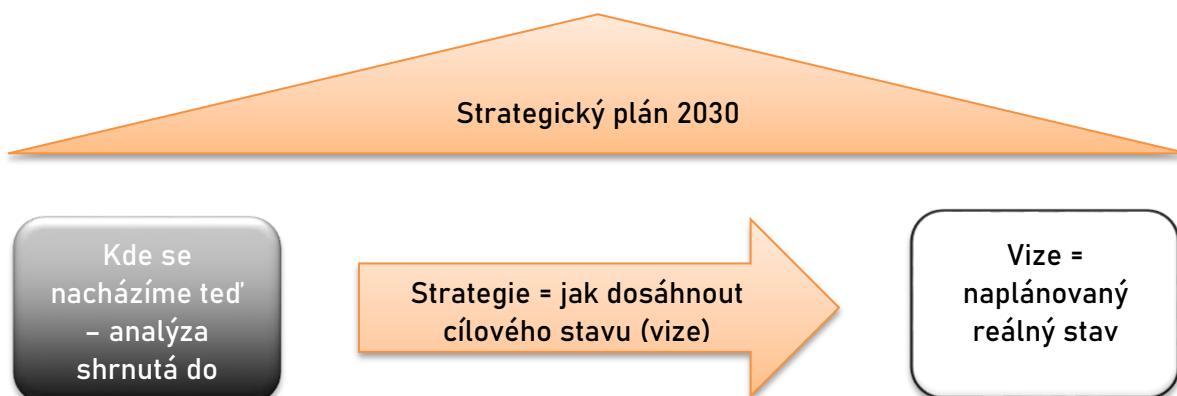 Strategický plán 2030
Kde se
nacházíme teď
– analýza
shrnutá do
Strategie = jak dosáhnout
cílového stavu (vize)
Vize =
naplánovaný
reálný stav